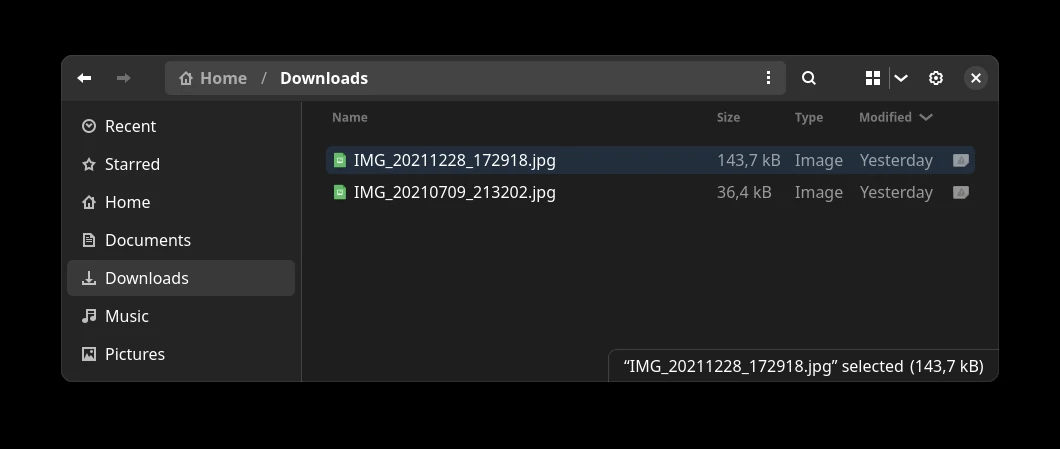 Home / Downloads
Name Size Type Modified
Recent
IMG_20211228_172918.jpg 143,7 kB Image Yesterday
Starred
IMG_20210709_213202.jpg 36,4 kB Image Yesterday
Home
Documents
Downloads
Music
Pictures
“IMG_20211228_172918.jpg” selected (143,7 kB)